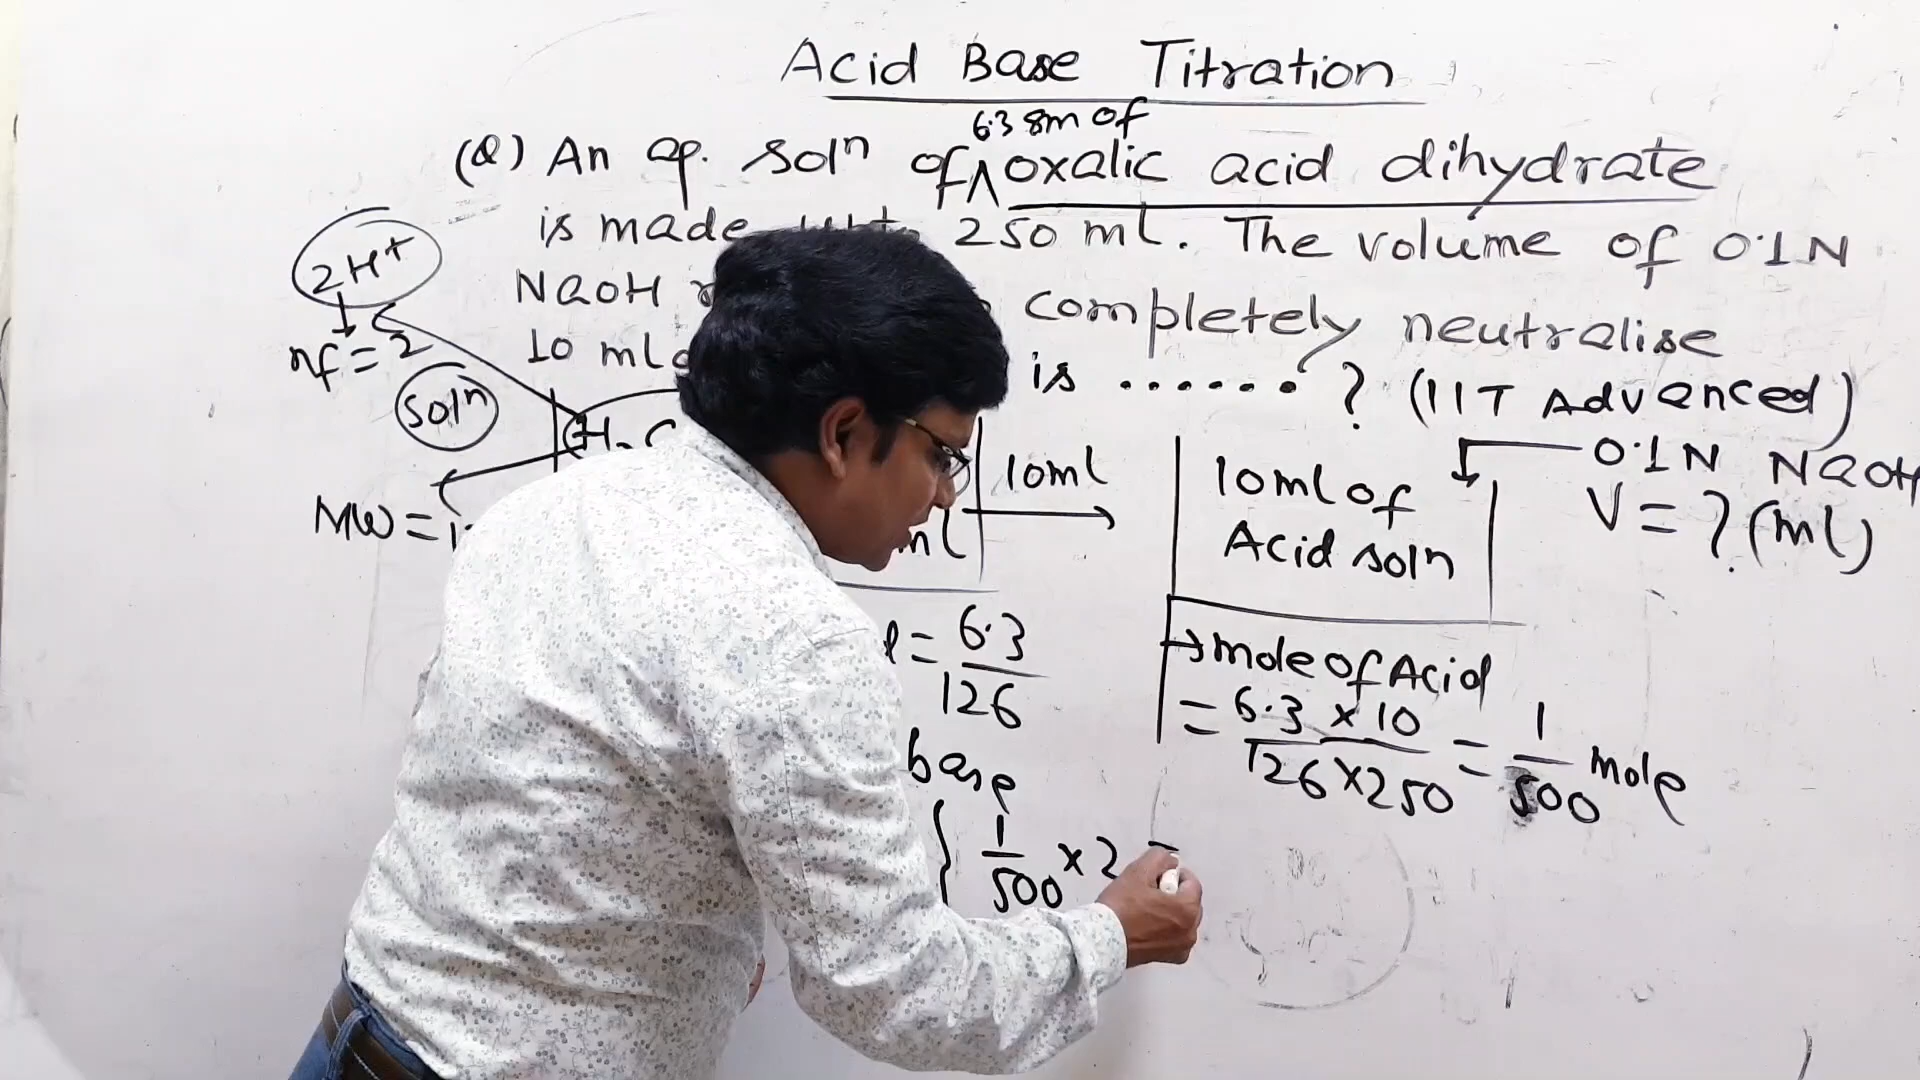 Acid Base Titration
6.3 gm of
(Q) An aq. soln of ∧ oxalic acid dihydrate
is made 250 ml. The volume of 0.1N
NaOH completely neutralise
10 mL is ......? (IIT Advanced)
2H+
↓
nf = 2
soln
MW = 1
ml
10ml
→
10ml of
Acid soln
0.1N NaOH
V = ? (ml)
= 6.3/126
→ mole of Acid
= 6.3 × 10 / 126 × 250 = 1/500 mole
base
{ 1/500 × 2 =